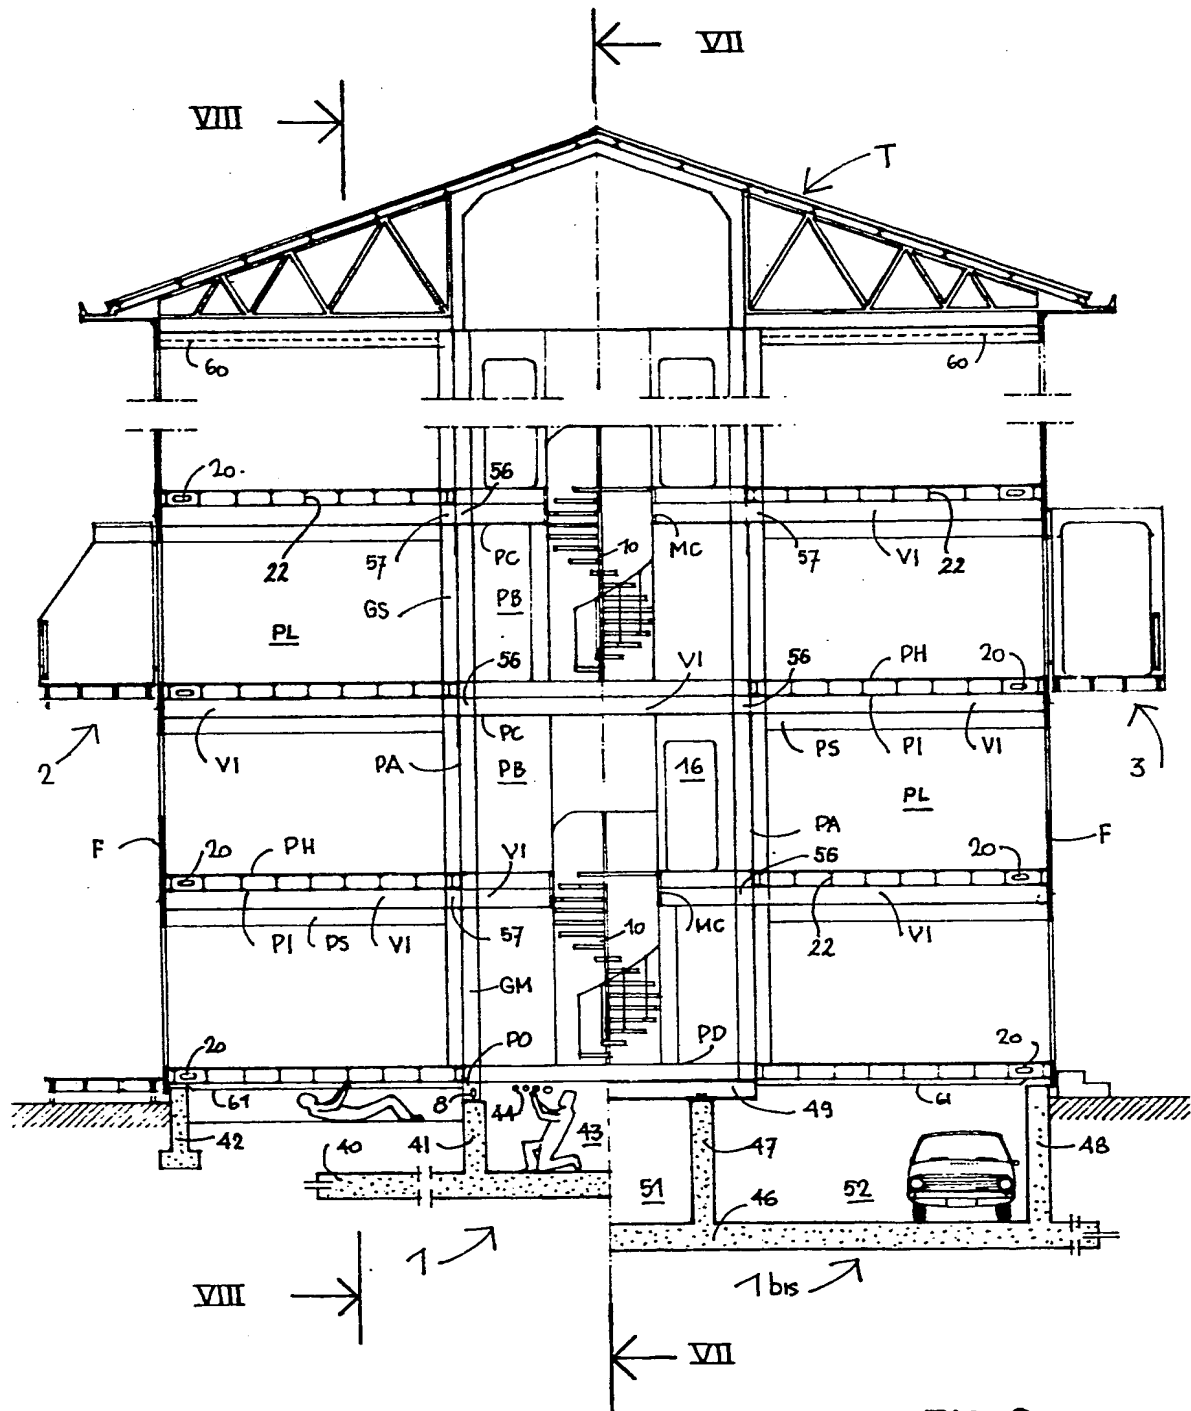 VII
VIII
T
60
60
20.
56
22
57
PC
10
MC
57
VI
22
GS
PB
PL
56
VI
56
PH
20
2
VI
PC
PS
PI
VI
3
PA
PB
16
PL
F
PA
F
20
PH
VI
56
20
PI
PS
VI
57
10
MC
22
VI
GM
20
PO
PD
20
61
8
44
49
61
42
40
41
43
47
48
51
52
46
1
1 bis
VIII
VII